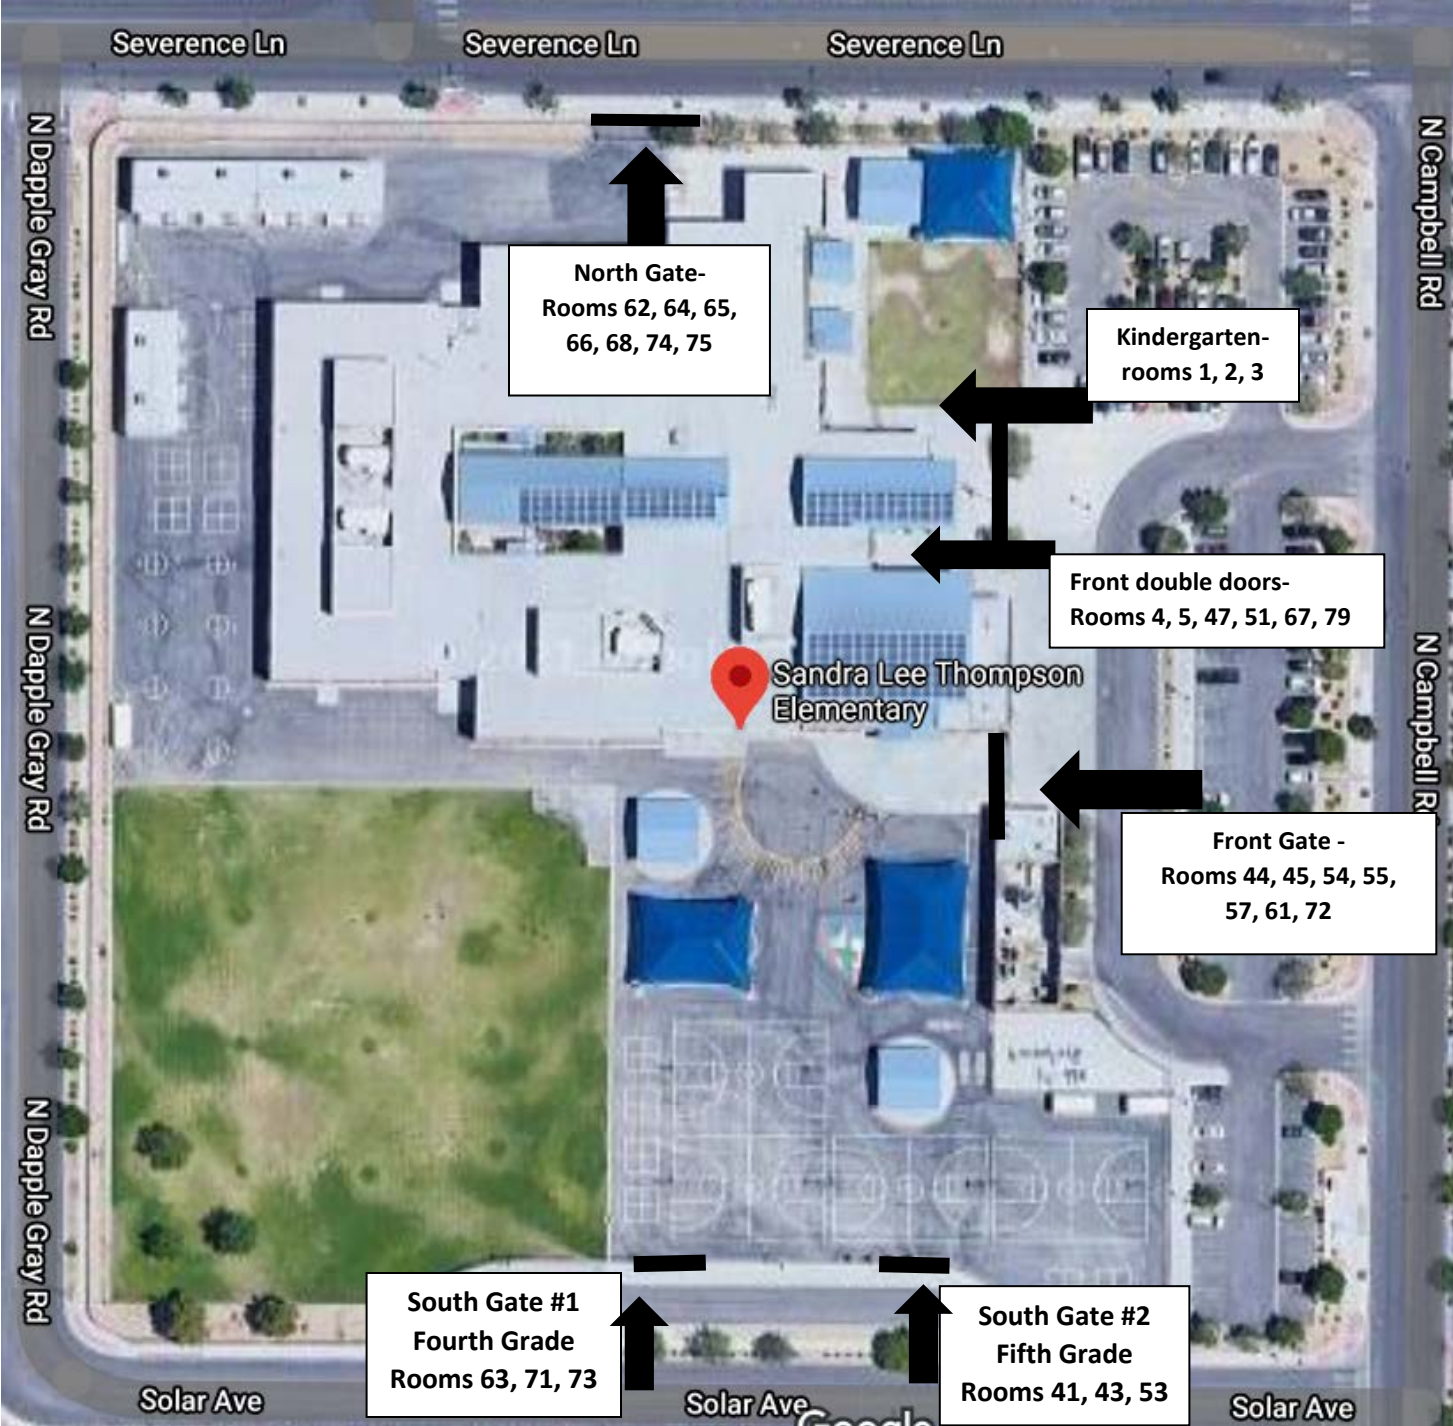 Severence Ln
Severence Ln
Severence Ln
N Dapple Gray Rd
N Campbell Rd
North Gate-
Rooms 62, 64, 65,
66, 68, 74, 75
Kindergarten-
rooms 1, 2, 3
Front double doors-
Rooms 4, 5, 47, 51, 67, 79
N Dapple Gray Rd
N Campbell Rd
Sandra Lee Thompson
Elementary
Front Gate -
Rooms 44, 45, 54, 55,
57, 61, 72
N Dapple Gray Rd
South Gate #1
Fourth Grade
Rooms 63, 71, 73
South Gate #2
Fifth Grade
Rooms 41, 43, 53
Solar Ave
Solar Ave
Google
Solar Ave